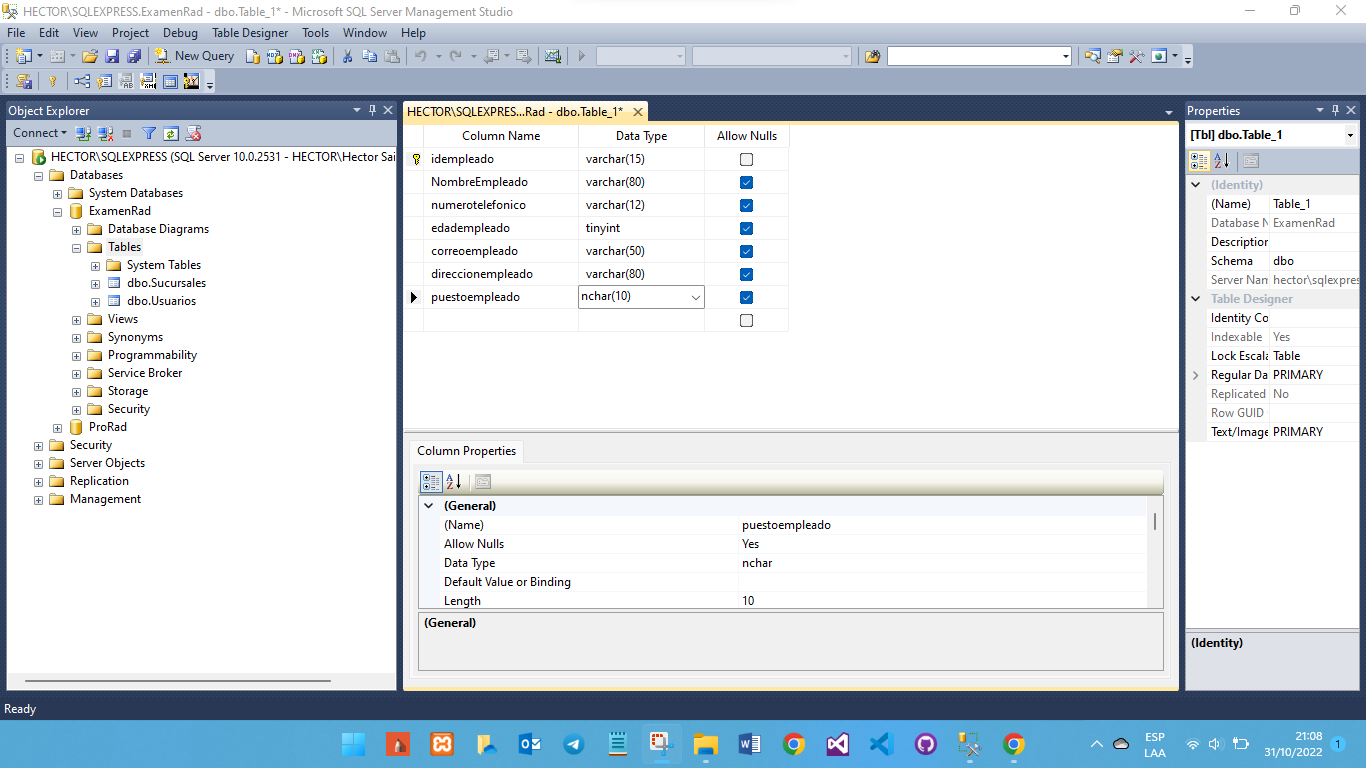 HECTOR\SQLEXPRESS.ExamenRad - dbo.Table_1* - Microsoft SQL Server Management Studio
File Edit View Project Debug Table Designer Tools Window Help
New Query
Object Explorer
Connect
HECTOR\SQLEXPRESS (SQL Server 10.0.2531 - HECTOR\Hector Sai
Databases
System Databases
ExamenRad
Database Diagrams
Tables
System Tables
dbo.Sucursales
dbo.Usuarios
Views
Synonyms
Programmability
Service Broker
Storage
Security
ProRad
Security
Server Objects
Replication
Management
HECTOR\SQLEXPRES...Rad - dbo.Table_1*
Column Name Data Type Allow Nulls
idempleado varchar(15)
NombreEmpleado varchar(80)
numerotelefonico varchar(12)
edadempleado tinyint
correoempleado varchar(50)
direccionempleado varchar(80)
puestoempleado nchar(10)
Column Properties
(General)
(Name) puestoempleado
Allow Nulls Yes
Data Type nchar
Default Value or Binding
Length 10
(General)
Properties
[Tbl] dbo.Table_1
(Identity)
(Name) Table_1
Database N ExamenRad
Description
Schema dbo
Server Nam hector\sqlexpres
Table Designer
Identity Co
Indexable Yes
Lock Escala Table
Regular Da PRIMARY
Replicated No
Row GUID
Text/Image PRIMARY
(Identity)
Ready
ESP
LAA
21:08
31/10/2022
1